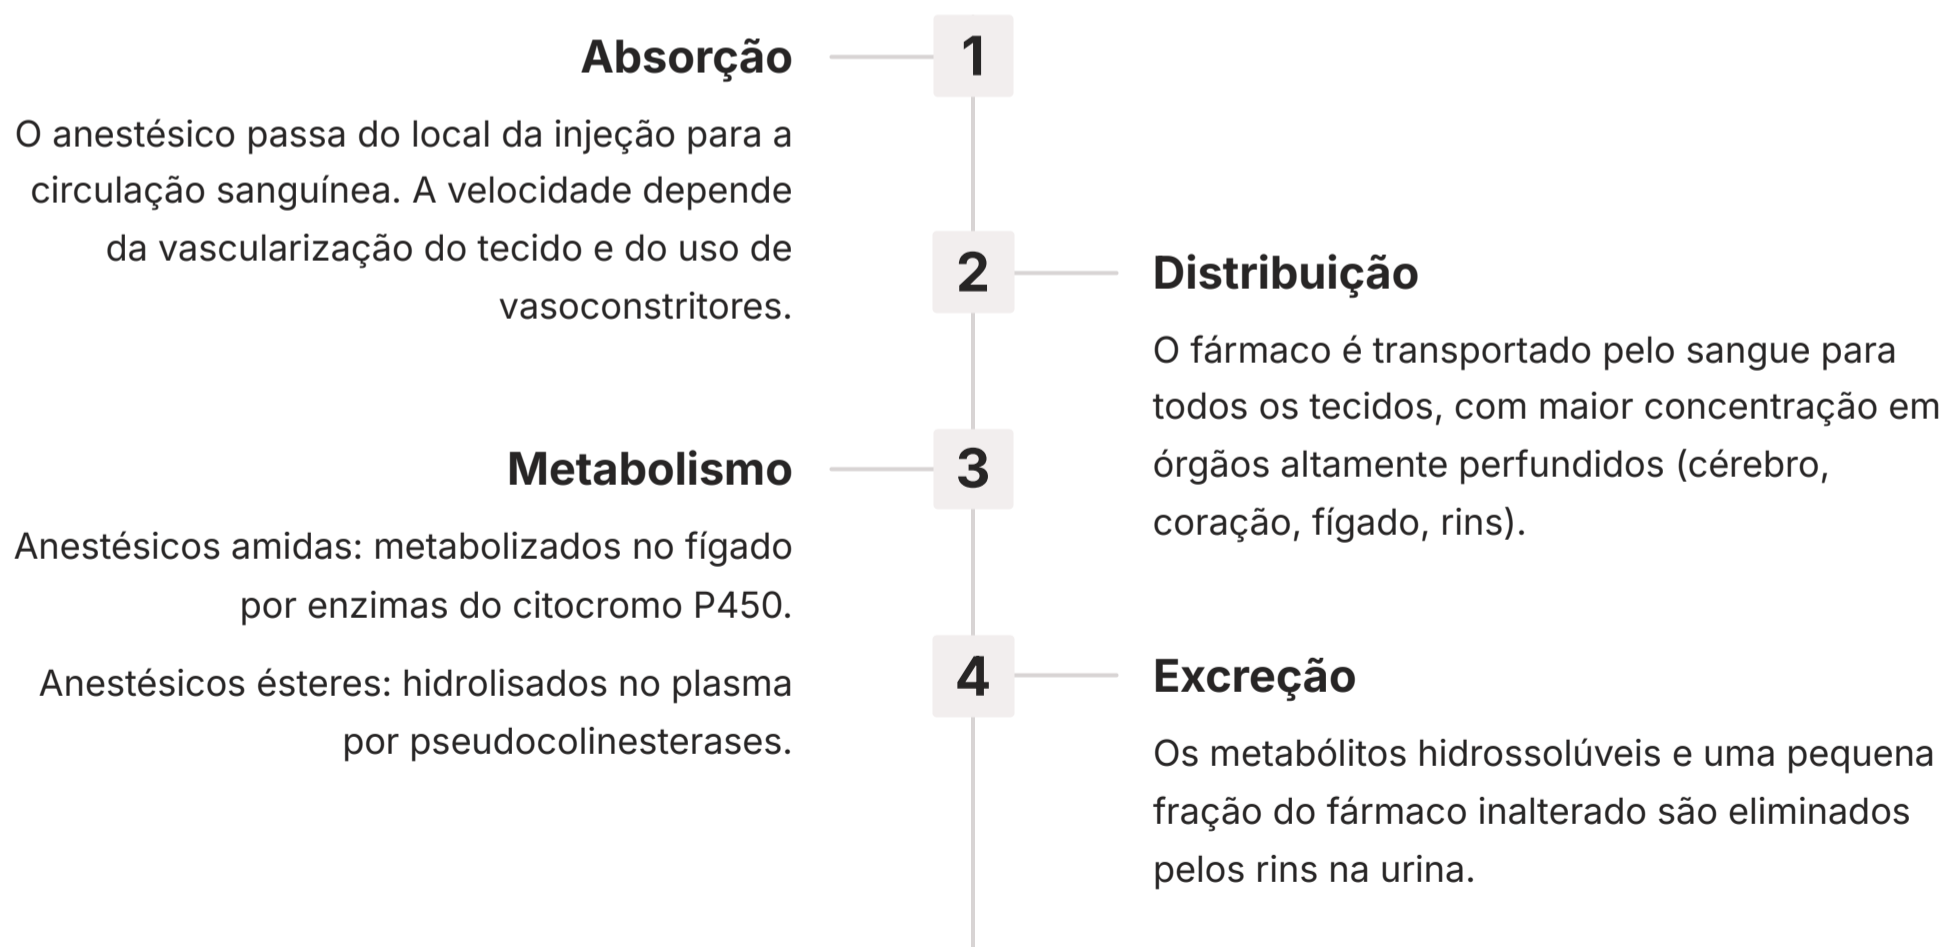 Absorção
1
O anestésico passa do local da injeção para a
circulação sanguínea. A velocidade depende
da vascularização do tecido e do uso de
vasoconstritores.
2
Distribuição
O fármaco é transportado pelo sangue para
todos os tecidos, com maior concentração em
órgãos altamente perfundidos (cérebro,
coração, fígado, rins).
Metabolismo
3
Anestésicos amidas: metabolizados no fígado
por enzimas do citocromo P450.
Anestésicos ésteres: hidrolisados no plasma
por pseudocolinesterases.
4
Excreção
Os metabólitos hidrossolúveis e uma pequena
fração do fármaco inalterado são eliminados
pelos rins na urina.